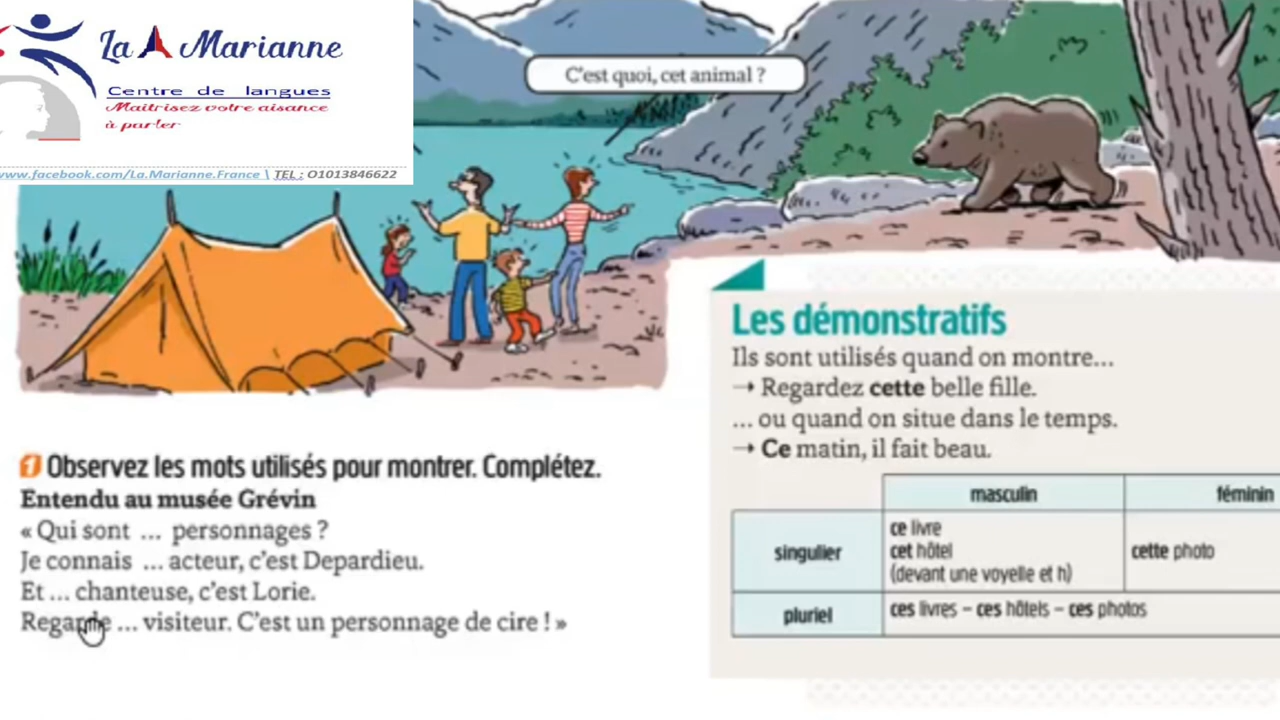 La Marianne
Centre de langues
Maitrisez votre aisance
à parler
www.facebook.com/La.Marianne.France \ TEL : 01013846622
C'est quoi, cet animal ?
Les démonstratifs
Ils sont utilisés quand on montre...
→ Regardez cette belle fille.
... ou quand on situe dans le temps.
→ Ce matin, il fait beau.
masculin féminin
singulier
ce livre
cet hôtel
(devant une voyelle et h)
cette photo
pluriel
ces livres – ces hôtels – ces photos
1 Observez les mots utilisés pour montrer. Complétez.
Entendu au musée Grévin
« Qui sont ... personnages ?
Je connais ... acteur, c'est Depardieu.
Et ... chanteuse, c'est Lorie.
Regarde ... visiteur. C'est un personnage de cire ! »